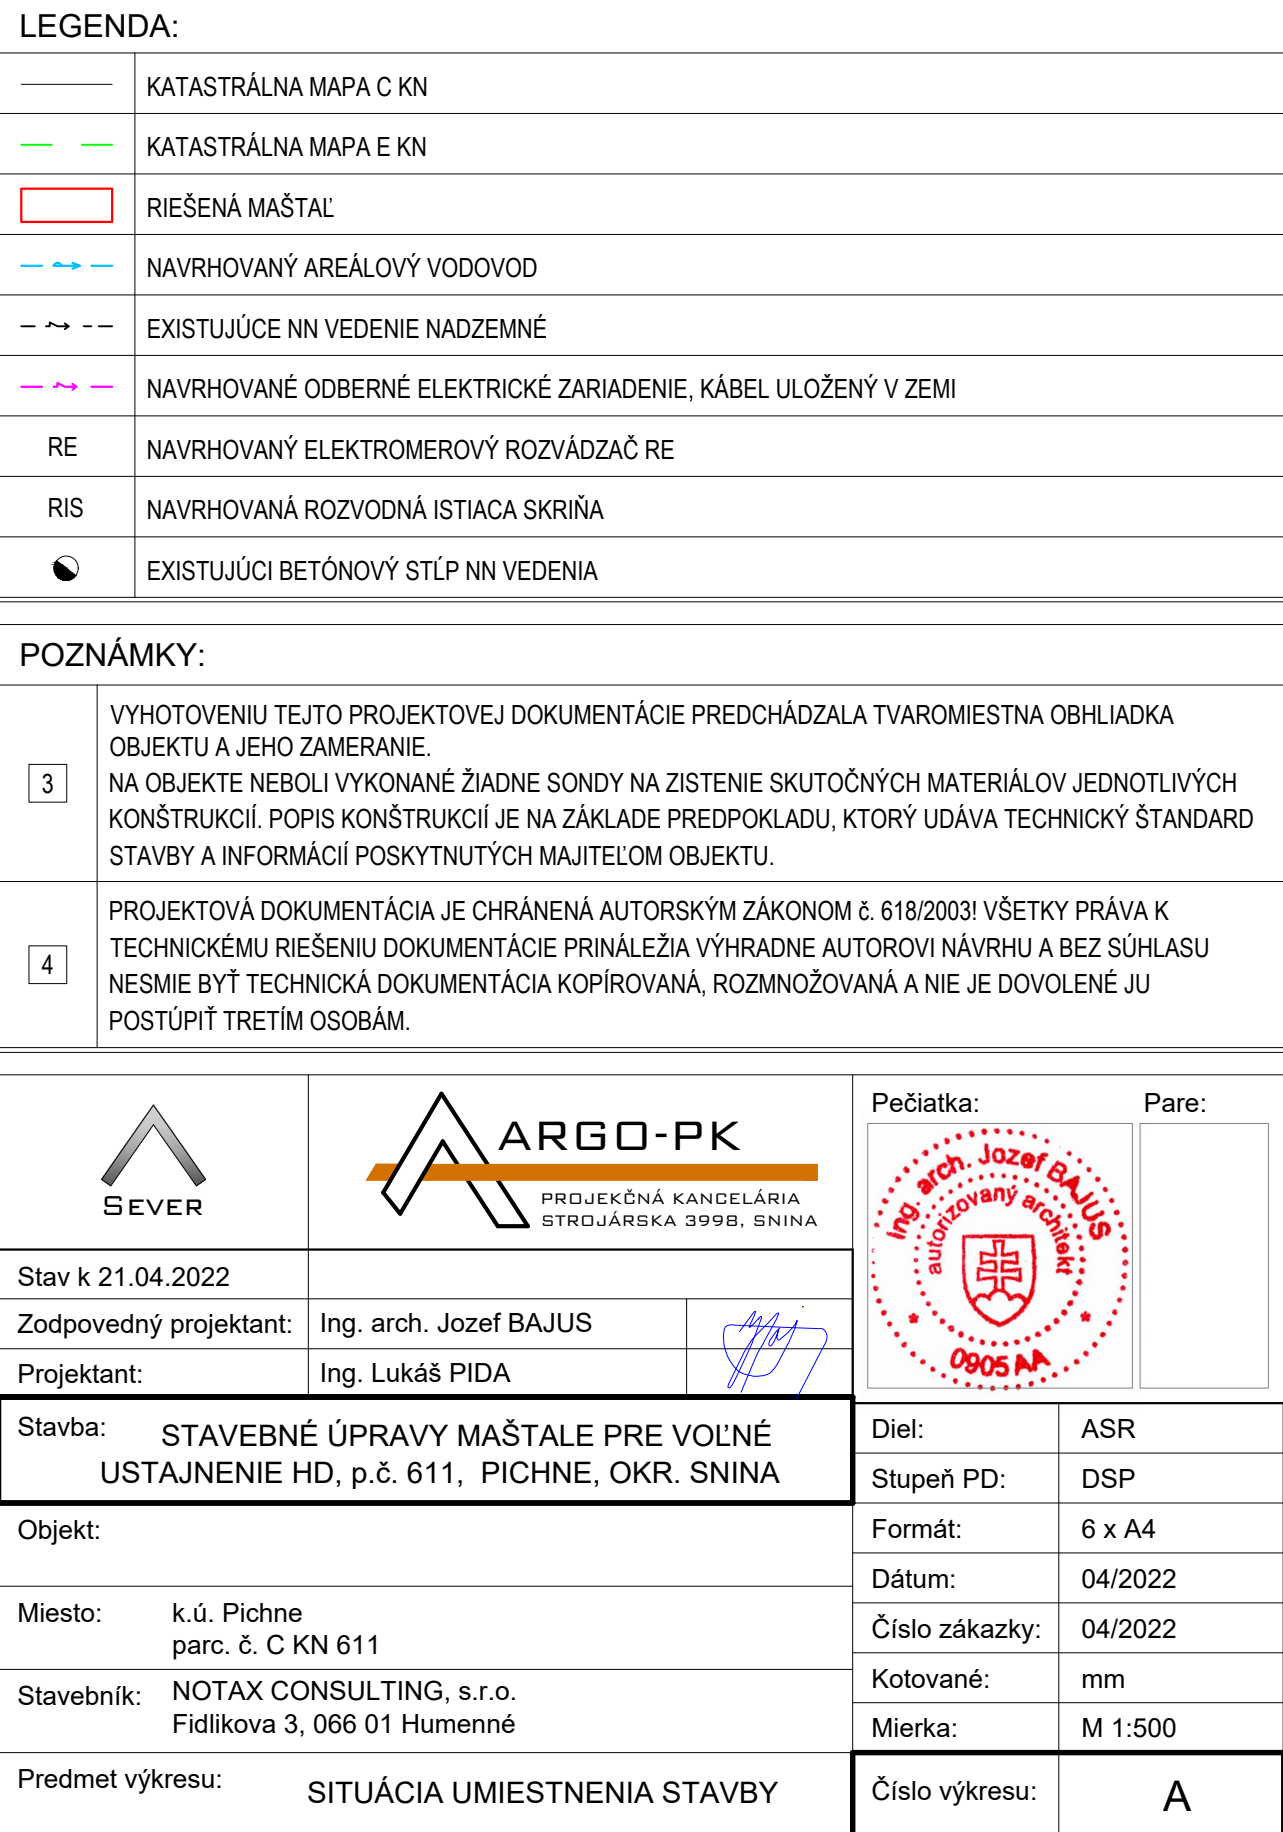 LEGENDA:
KATASTRÁLNA MAPA C KN
KATASTRÁLNA MAPA E KN
RIEŠENÁ MAŠTAĽ
NAVRHOVANÝ AREÁLOVÝ VODOVOD
EXISTUJÚCE NN VEDENIE NADZEMNÉ
NAVRHOVANÉ ODBERNÉ ELEKTRICKÉ ZARIADENIE, KÁBEL ULOŽENÝ V ZEMI
RE NAVRHOVANÝ ELEKTROMEROVÝ ROZVÁDZAČ RE
RIS NAVRHOVANÁ ROZVODNÁ ISTIACA SKRIŇA
EXISTUJÚCI BETÓNOVÝ STĹP NN VEDENIA
POZNÁMKY:
3
VYHOTOVENIU TEJTO PROJEKTOVEJ DOKUMENTÁCIE PREDCHÁDZALA TVAROMIESTNA OBHLIADKA
OBJEKTU A JEHO ZAMERANIE.
NA OBJEKTE NEBOLI VYKONANÉ ŽIADNE SONDY NA ZISTENIE SKUTOČNÝCH MATERIÁLOV JEDNOTLIVÝCH
KONŠTRUKCIÍ. POPIS KONŠTRUKCIÍ JE NA ZÁKLADE PREDPOKLADU, KTORÝ UDÁVA TECHNICKÝ ŠTANDARD
STAVBY A INFORMÁCIÍ POSKYTNUTÝCH MAJITEĽOM OBJEKTU.
4
PROJEKTOVÁ DOKUMENTÁCIA JE CHRÁNENÁ AUTORSKÝM ZÁKONOM č. 618/2003! VŠETKY PRÁVA K
TECHNICKÉMU RIEŠENIU DOKUMENTÁCIE PRINÁLEŽIA VÝHRADNE AUTOROVI NÁVRHU A BEZ SÚHLASU
NESMIE BYŤ TECHNICKÁ DOKUMENTÁCIA KOPÍROVANÁ, ROZMNOŽOVANÁ A NIE JE DOVOLENÉ JU
POSTÚPIŤ TRETÍM OSOBÁM.
SEVER
ARGO-PK
PROJEKČNÁ KANCELÁRIA
STROJÁRSKA 3998, SNINA
Pečiatka: Pare:
Ing. arch. Jozef BAJUS
autorizovaný architekt
* *
0905 AA
Stav k 21.04.2022
Zodpovedný projektant: Ing. arch. Jozef BAJUS
Projektant: Ing. Lukáš PIDA
Stavba: STAVEBNÉ ÚPRAVY MAŠTALE PRE VOĽNÉ
USTAJNENIE HD, p.č. 611, PICHNE, OKR. SNINA
Objekt:
Miesto: k.ú. Pichne
parc. č. C KN 611
Stavebník: NOTAX CONSULTING, s.r.o.
Fidlikova 3, 066 01 Humenné
Predmet výkresu: SITUÁCIA UMIESTNENIA STAVBY
Diel: ASR
Stupeň PD: DSP
Formát: 6 x A4
Dátum: 04/2022
Číslo zákazky: 04/2022
Kotované: mm
Mierka: M 1:500
Číslo výkresu: A